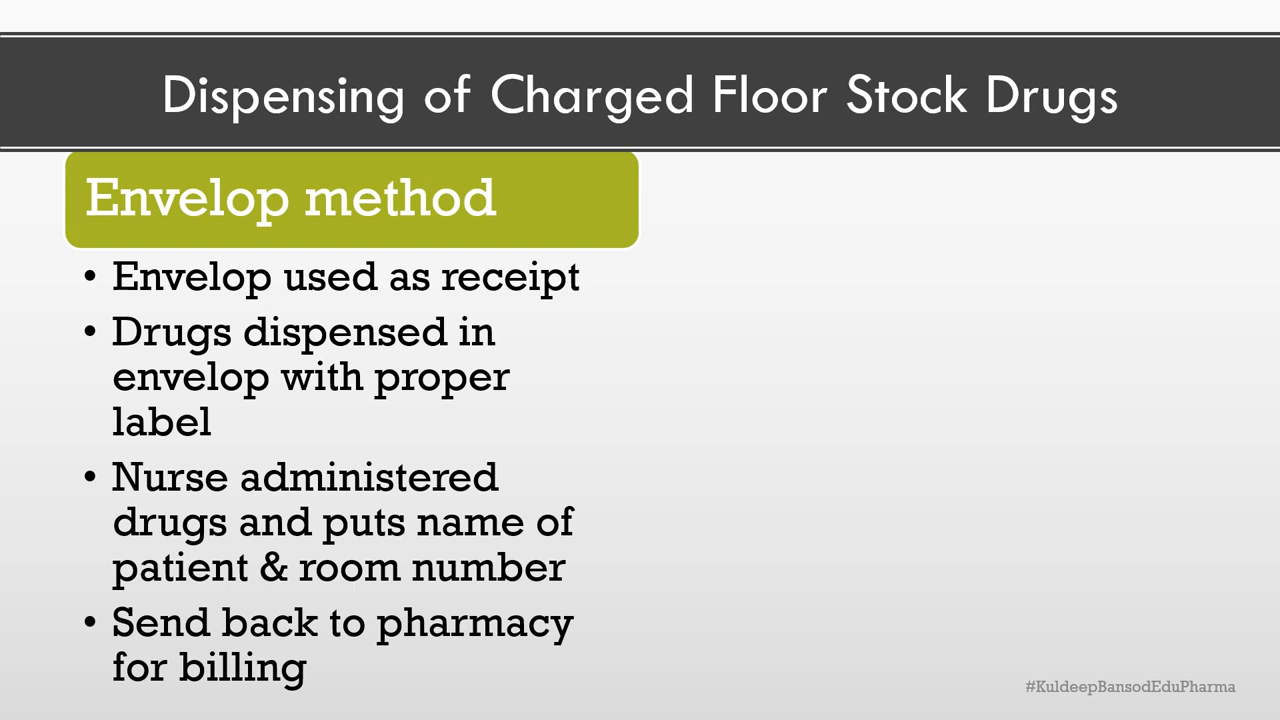 Dispensing of Charged Floor Stock Drugs
Envelop method
• Envelop used as receipt
• Drugs dispensed in
envelop with proper
label
• Nurse administered
drugs and puts name of
patient & room number
• Send back to pharmacy
for billing
#KuldeepBansodEduPharma